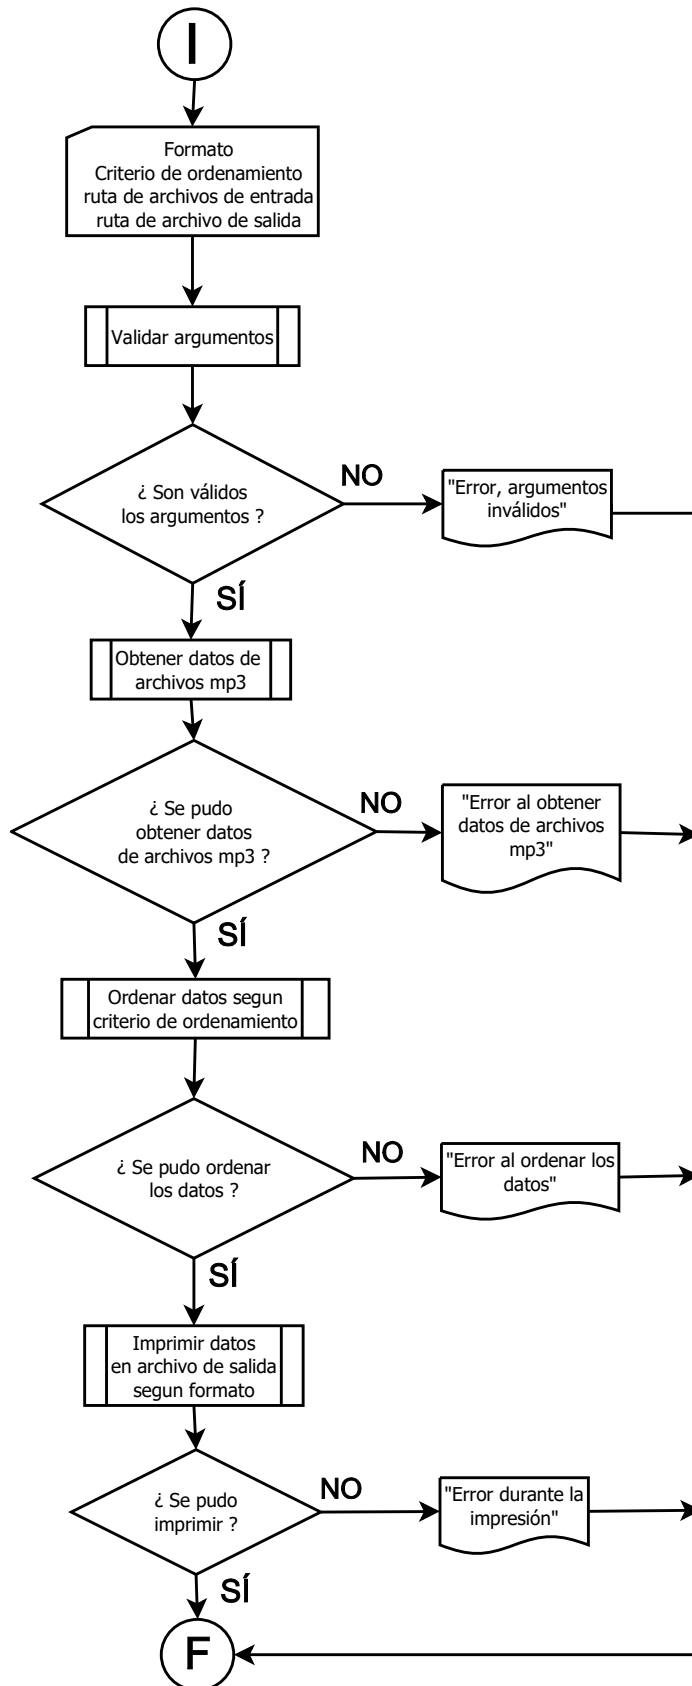 I
Formato
Criterio de ordenamiento
ruta de archivos de entrada
ruta de archivo de salida
Validar argumentos
¿ Son válidos
los argumentos ?
NO
"Error, argumentos
inválidos"
SÍ
Obtener datos de
archivos mp3
¿ Se pudo
obtener datos
de archivos mp3 ?
NO
"Error al obtener
datos de archivos
mp3"
SÍ
Ordenar datos segun
criterio de ordenamiento
¿ Se pudo ordenar
los datos ?
NO
"Error al ordenar los
datos"
SÍ
Imprimir datos
en archivo de salida
segun formato
¿ Se pudo
imprimir ?
NO
"Error durante la
impresión"
SÍ
F